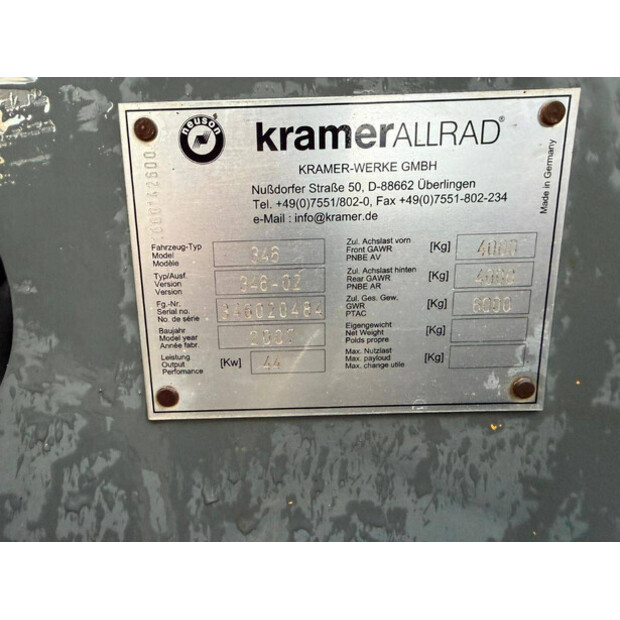 neuson
kramerALLRAD®
KRAMER-WERKE GMBH
Nußdorfer Straße 50, D-88662 Überlingen
Tel. +49(0)7551/802-0, Fax +49(0)7551-802-234
e-Mail : info@kramer.de
Made in Germany
Fahrzeug-Typ
Model
Modèle
346
Typ/Ausf.
Version
Version
346-02
Fg.-Nr.
Serial no.
No. de série
346020484
Baujahr
Model year
Année fabr.
2007
Leistung
Output
Perfomance
[Kw] 44
Zul. Achslast vorn
Front GAWR
PNBE AV
[Kg] 4000
Zul. Achslast hinten
Rear GAWR
PNBE AR
[Kg] 4000
Zul. Ges. Gew.
GWR
PTAC
[Kg] 6000
Eigengewicht
Net Weight
Poids propre
[Kg]
Max. Nutzlast
Max. payloud
Max. change utile
[Kg]